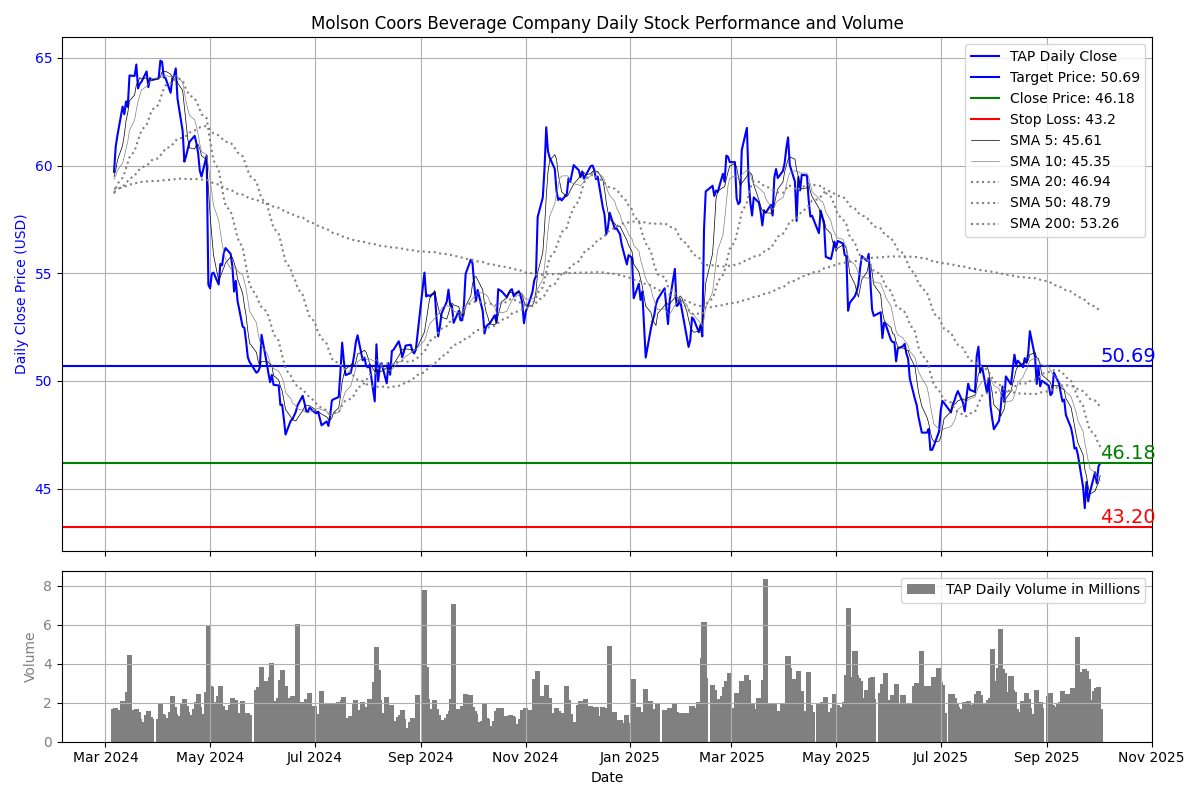 Molson Coors Beverage Company Daily Stock Performance and Volume
Daily Close Price (USD)
65
60
55
50
45
TAP Daily Close
Target Price: 50.69
Close Price: 46.18
Stop Loss: 43.2
SMA 5: 45.61
SMA 10: 45.35
SMA 20: 46.94
SMA 50: 48.79
SMA 200: 53.26
50.69
46.18
43.20
Volume
8
6
4
2
0
TAP Daily Volume in Millions
Mar 2024 May 2024 Jul 2024 Sep 2024 Nov 2024 Jan 2025 Mar 2025 May 2025 Jul 2025 Sep 2025 Nov 2025
Date